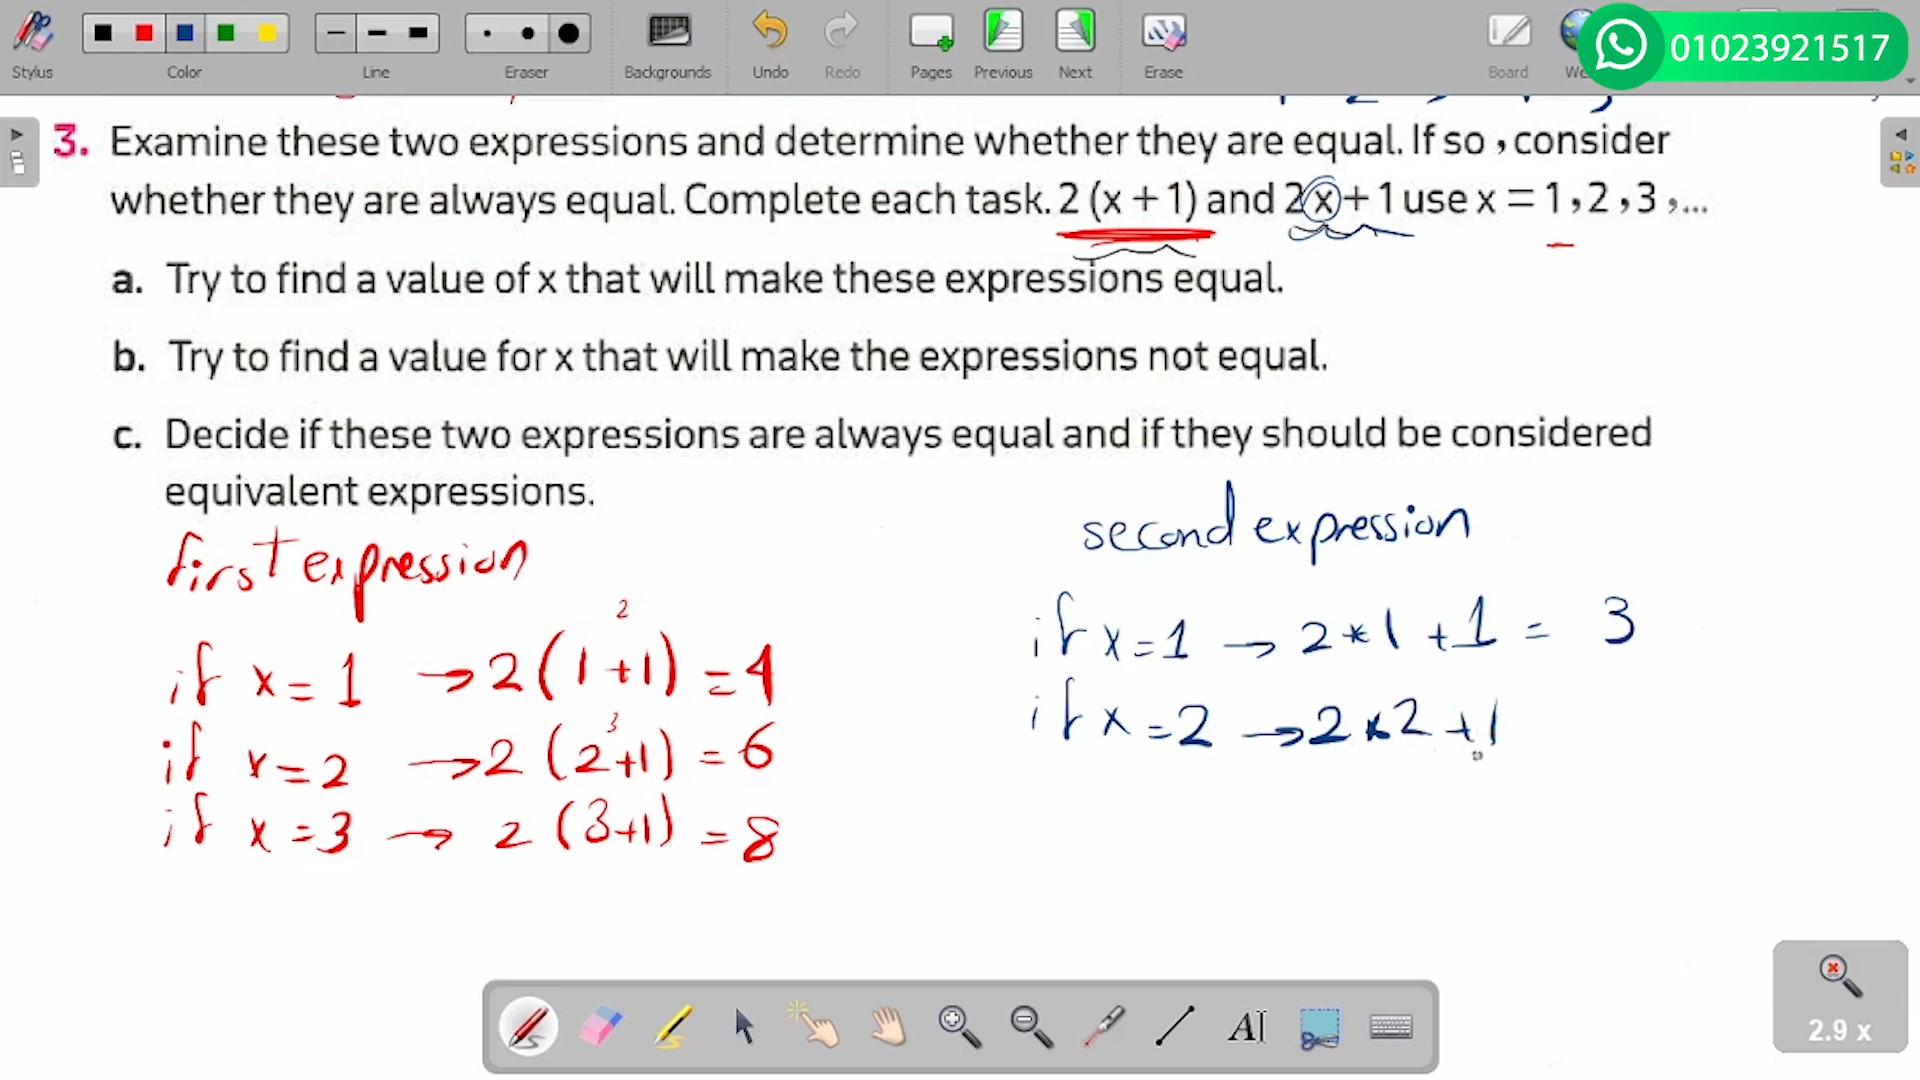 Stylus Color Line Eraser Backgrounds Undo Redo Pages Previous Next Erase Board
01023921517
3. Examine these two expressions and determine whether they are equal. If so , consider
whether they are always equal. Complete each task. 2 (x + 1) and 2x + 1 use x = 1 , 2 , 3 , ...
a. Try to find a value of x that will make these expressions equal.
b. Try to find a value for x that will make the expressions not equal.
c. Decide if these two expressions are always equal and if they should be considered
equivalent expressions.
first expression
2
if x = 1 → 2 ( 1 + 1 ) = 4
3
if x = 2 → 2 ( 2 + 1 ) = 6
if x = 3 → 2 ( 3 + 1 ) = 8
second expression
if x = 1 → 2 * 1 + 1 = 3
if x = 2 → 2 * 2 + 1
AI
2.9 x